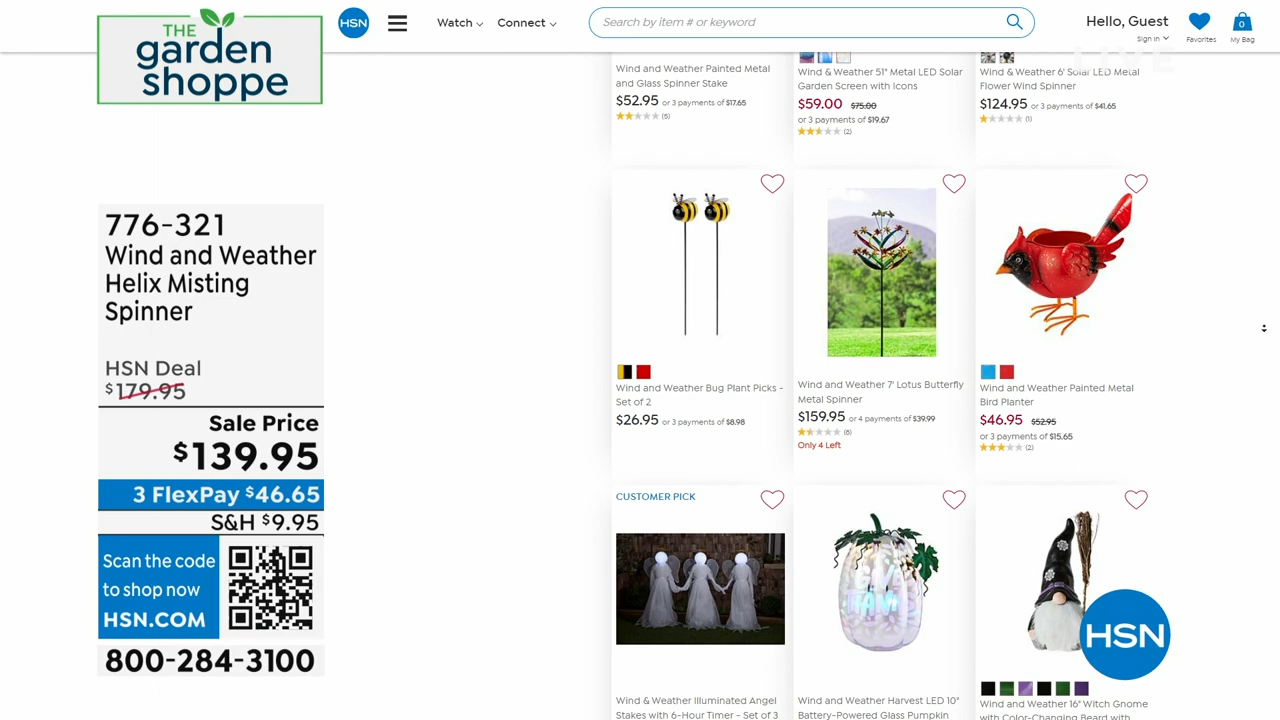 THE
garden
shoppe
HSN
Watch
Connect
Search by item # or keyword
Hello, Guest
Sign in
Favorites
0
My Bag
LIVE
776-321
Wind and Weather
Helix Misting
Spinner
HSN Deal
$179.95
Sale Price
$139.95
3 FlexPay $46.65
S&H $9.95
Scan the code
to shop now
HSN.COM
800-284-3100
Wind and Weather Painted Metal
and Glass Spinner Stake
$52.95 or 3 payments of $17.65
(5)
Wind & Weather 51" Metal LED Solar
Garden Screen with Icons
$59.00 $75.00
or 3 payments of $19.67
(2)
Wind & Weather 6' Solar LED Metal
Flower Wind Spinner
$124.95 or 3 payments of $41.65
(1)
Wind and Weather Bug Plant Picks -
Set of 2
$26.95 or 3 payments of $8.98
Wind and Weather 7' Lotus Butterfly
Metal Spinner
$159.95 or 4 payments of $39.99
(8)
Only 4 Left
Wind and Weather Painted Metal
Bird Planter
$46.95 $52.95
or 3 payments of $15.65
(2)
CUSTOMER PICK
Wind & Weather Illuminated Angel
Stakes with 6-Hour Timer - Set of 3
Wind and Weather Harvest LED 10"
Battery-Powered Glass Pumpkin
HSN
Wind and Weather 16" Witch Gnome
with Color-Changing Beard with